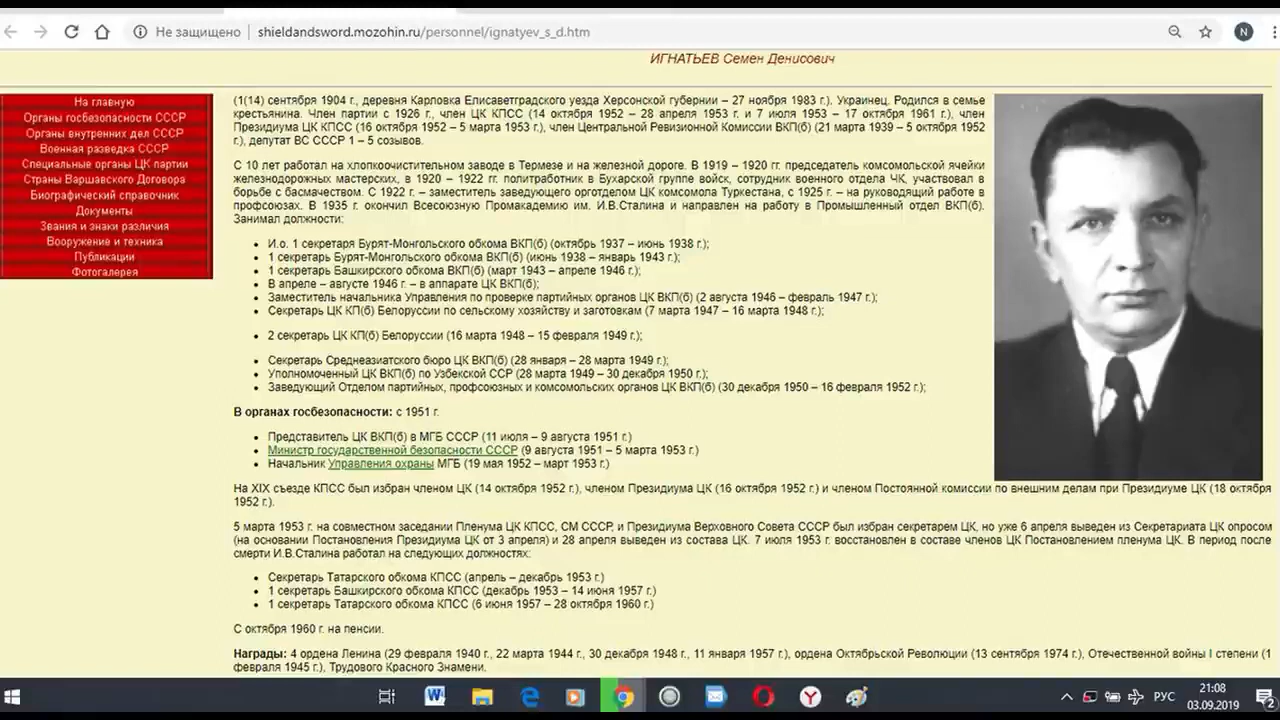 Не защищено | shieldandsword.mozohin.ru/personnel/ignatyev_s_d.htm
N
ИГНАТЬЕВ Семен Денисович
На главную
Органы госбезопасности СССР
Органы внутренних дел СССР
Военная разведка СССР
Специальные органы ЦК партии
Страны Варшавского Договора
Биографический справочник
Документы
Звания и знаки различия
Вооружение и техника
Публикации
Фотогалерея
(1(14) сентября 1904 г., деревня Карловка Елисаветградского уезда Херсонской губернии – 27 ноября 1983 г.). Украинец. Родился в семье
крестьянина. Член партии с 1926 г., член ЦК КПСС (14 октября 1952 – 28 апреля 1953 г. и 7 июля 1953 – 17 октября 1961 г.), член
Президиума ЦК КПСС (16 октября 1952 – 5 марта 1953 г.), член Центральной Ревизионной Комиссии ВКП(б) (21 марта 1939 – 5 октября 1952
г.), депутат ВС СССР 1 – 5 созывов.
С 10 лет работал на хлопкоочистительном заводе в Термезе и на железной дороге. В 1919 – 1920 гг. председатель комсомольской ячейки
железнодорожных мастерских, в 1920 – 1922 гг. политработник в Бухарской группе войск, сотрудник военного отдела ЧК, участвовал в
борьбе с басмачеством. С 1922 г. – заместитель заведующего орготделом ЦК комсомола Туркестана, с 1925 г. – на руководящий работе в
профсоюзах. В 1935 г. окончил Всесоюзную Промакадемию им. И.В.Сталина и направлен на работу в Промышленный отдел ВКП(б).
Занимал должности:
• И.о. 1 секретаря Бурят-Монгольского обкома ВКП(б) (октябрь 1937 – июнь 1938 г.);
• 1 секретарь Бурят-Монгольского обкома ВКП(б) (июнь 1938 – январь 1943 г.);
• 1 секретарь Башкирского обкома ВКП(б) (март 1943 – апреле 1946 г.);
• В апреле – августе 1946 г. – в аппарате ЦК ВКП(б);
• Заместитель начальника Управления по проверке партийных органов ЦК ВКП(б) (2 августа 1946 – февраль 1947 г.);
• Секретарь ЦК КП(б) Белоруссии по сельскому хозяйству и заготовкам (7 марта 1947 – 16 марта 1948 г.);
• 2 секретарь ЦК КП(б) Белоруссии (16 марта 1948 – 15 февраля 1949 г.);
• Секретарь Среднеазиатского бюро ЦК ВКП(б) (28 января – 28 марта 1949 г.);
• Уполномоченный ЦК ВКП(б) по Узбекской ССР (28 марта 1949 – 30 декабря 1950 г.);
• Заведующий Отделом партийных, профсоюзных и комсомольских органов ЦК ВКП(б) (30 декабря 1950 – 16 февраля 1952 г.);
В органах госбезопасности: с 1951 г.
• Представитель ЦК ВКП(б) в МГБ СССР (11 июля – 9 августа 1951 г.)
• Министр государственной безопасности СССР (9 августа 1951 – 5 марта 1953 г.)
• Начальник Управления охраны МГБ (19 мая 1952 – март 1953 г.)
На XIX съезде КПСС был избран членом ЦК (14 октября 1952 г.), членом Президиума ЦК (16 октября 1952 г.) и членом Постоянной комиссии по внешним делам при Президиуме ЦК (18 октября
1952 г.).
5 марта 1953 г. на совместном заседании Пленума ЦК КПСС, СМ СССР, и Президиума Верховного Совета СССР был избран секретарем ЦК, но уже 6 апреля выведен из Секретариата ЦК опросом
(на основании Постановления Президиума ЦК от 3 апреля) и 28 апреля выведен из состава ЦК. 7 июля 1953 г. восстановлен в составе членов ЦК Постановлением пленума ЦК. В период после
смерти И.В.Сталина работал на следующих должностях:
• Секретарь Татарского обкома КПСС (апрель – декабрь 1953 г.)
• 1 секретарь Башкирского обкома КПСС (декабрь 1953 – 14 июня 1957 г.)
• 1 секретарь Татарского обкома КПСС (6 июня 1957 – 28 октября 1960 г.)
С октября 1960 г. на пенсии.
Награды: 4 ордена Ленина (29 февраля 1940 г., 22 марта 1944 г., 30 декабря 1948 г., 11 января 1957 г.), ордена Октябрьской Революции (13 сентября 1974 г.), Отечественной войны I степени (1
февраля 1945 г.), Трудового Красного Знамени.
РУС
21:08
03.09.2019
2